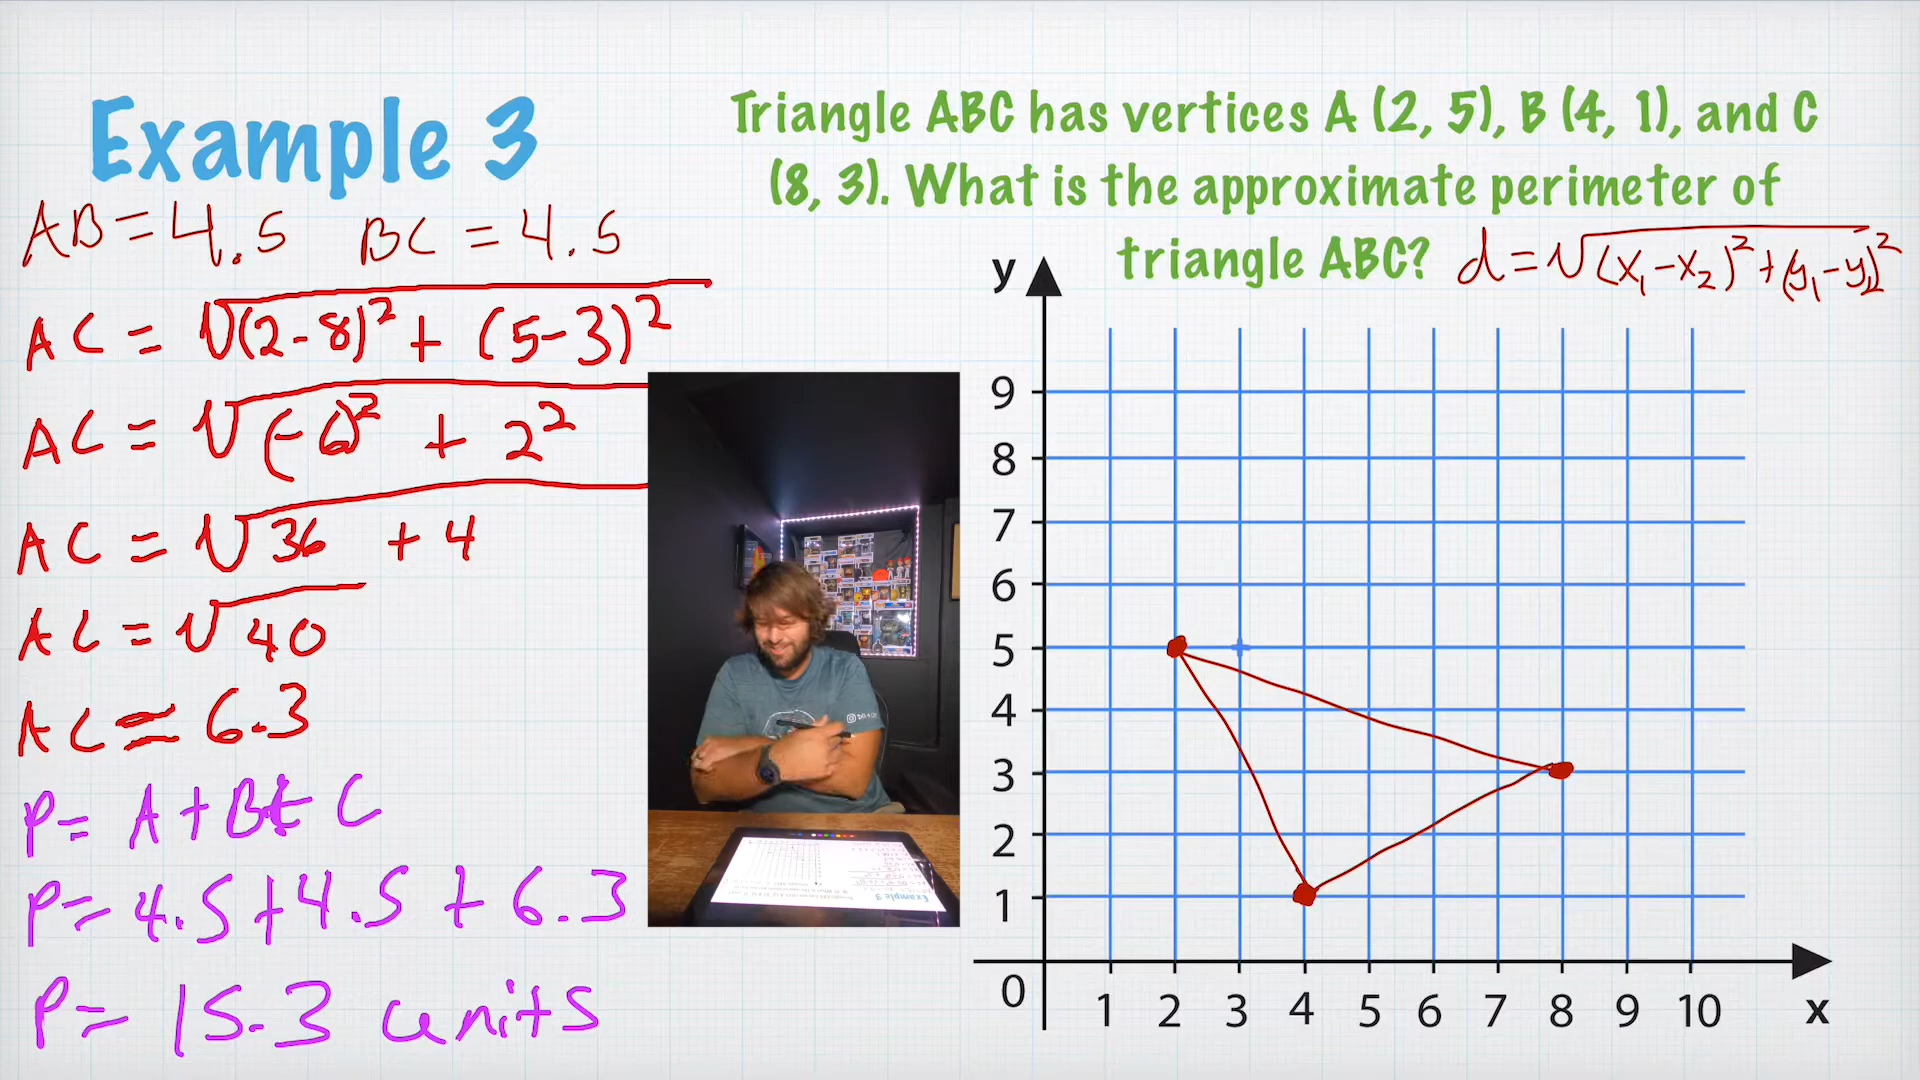 Example 3
Triangle ABC has vertices A (2, 5), B (4, 1), and C
(8, 3). What is the approximate perimeter of
triangle ABC?
d = √(x₁-x₂)² + (y₁-y₂)²
AB = 4.5 BC = 4.5
AC = √(2-8)² + (5-3)²
AC = √(-6)² + 2²
AC = √36 + 4
AC = √40
AC = 6.3
P = A + B + C
P = 4.5 + 4.5 + 6.3
P = 15.3 units
y
9
8
7
6
5
4
3
2
1
0 1 2 3 4 5 6 7 8 9 10 x